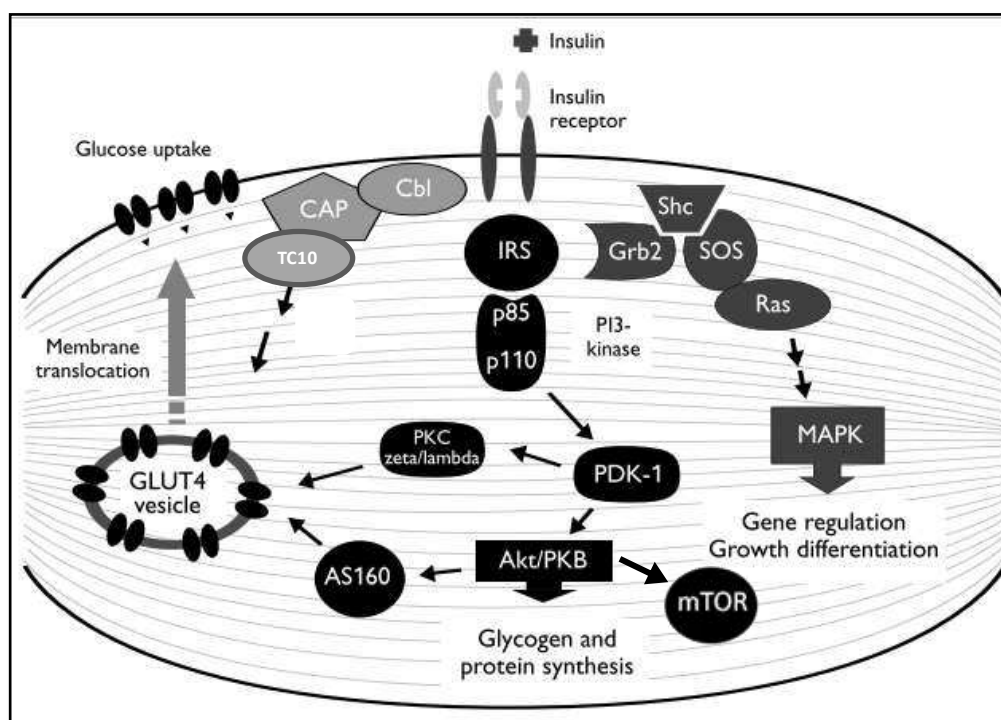 Insulin
Insulin
receptor
Glucose uptake
Cbl
CAP
TC10
IRS
Shc
Grb2
SOS
Ras
p85
p110
PI3-
kinase
Membrane
translocation
MAPK
PKC
zeta/lambda
PDK-1
GLUT4
vesicle
Gene regulation
Growth differentiation
Akt/PKB
AS160
mTOR
Glycogen and
protein synthesis